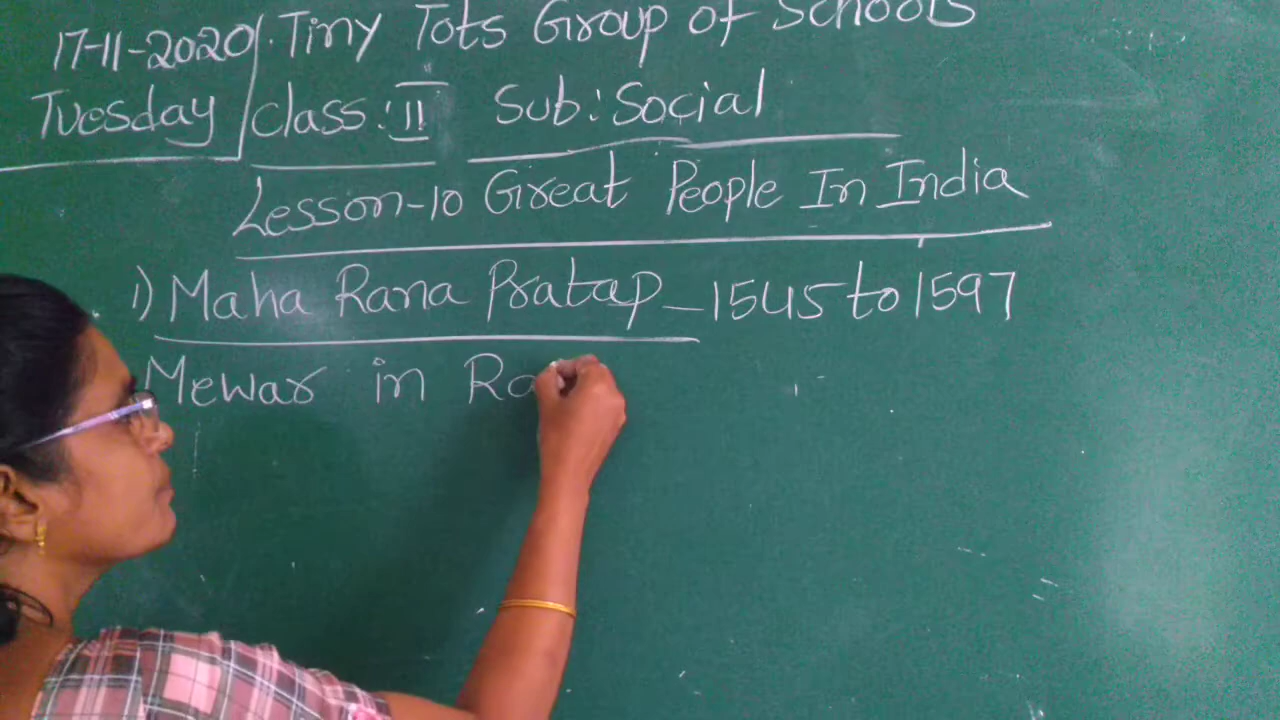 17-11-2020 Tiny Tots Group of Schools
Tuesday class: II Sub: Social
Lesson-10 Great People In India
1) Maha Rana Pratap - 1545 to 1597
Mewar in Ra